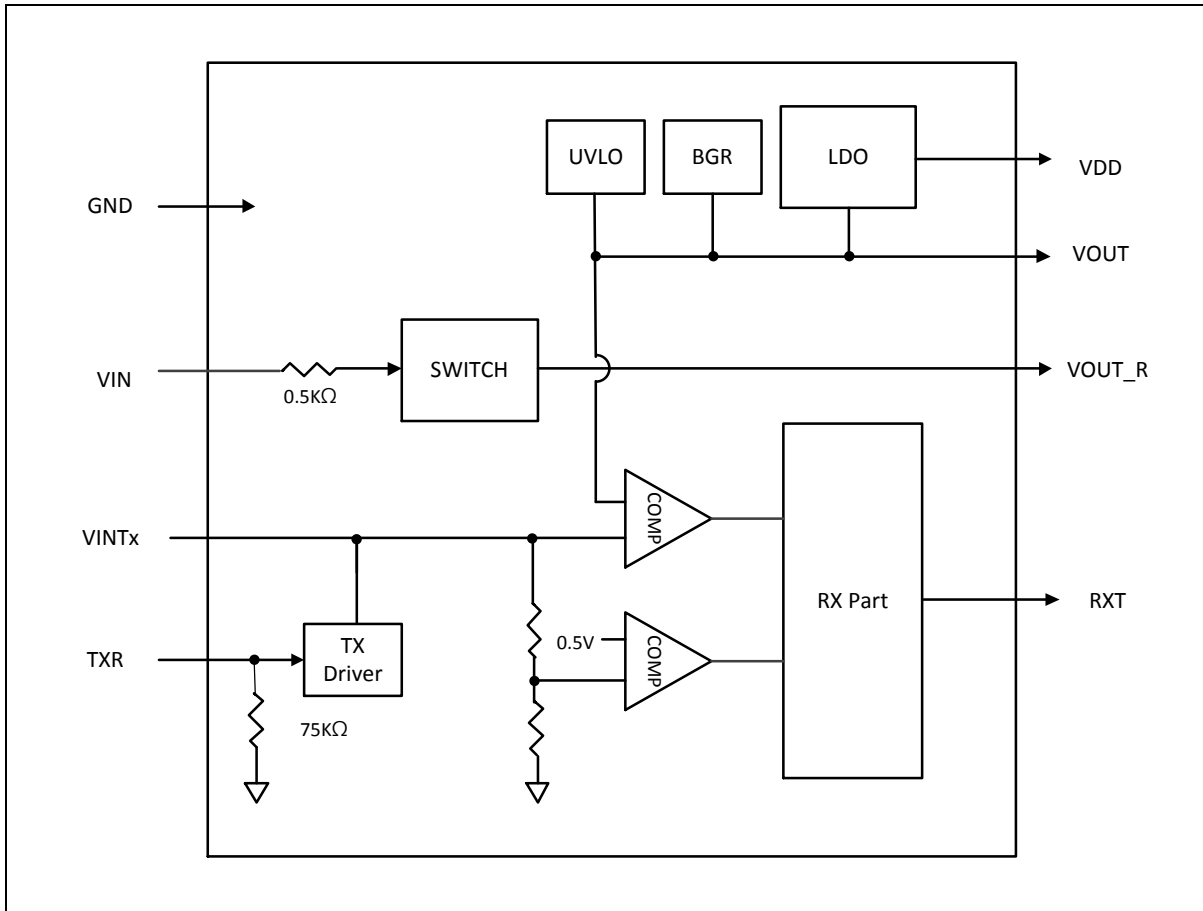 UVLO
BGR
LDO
VDD
GND
VOUT
VIN
0.5KΩ
SWITCH
VOUT_R
VINTx
COMP
TXR
TX
Driver
75KΩ
0.5V
COMP
RX Part
RXT